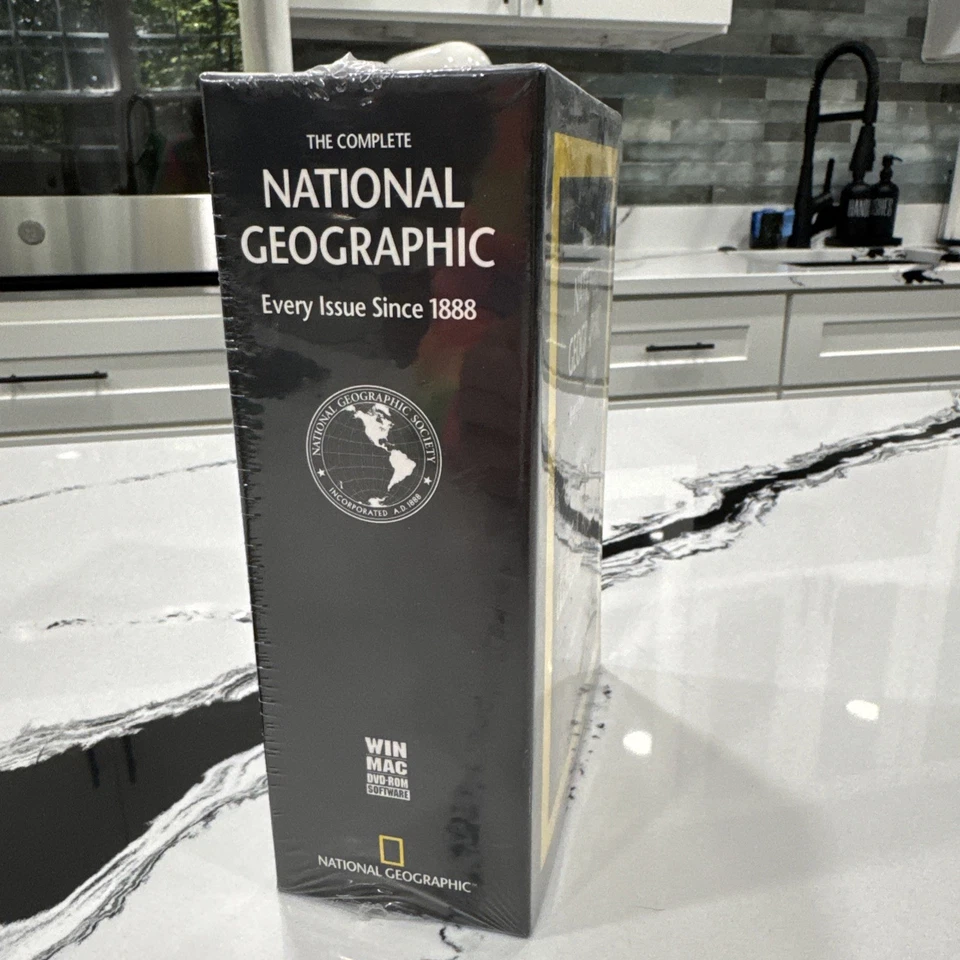 THE COMPLETE
NATIONAL
GEOGRAPHIC
Every Issue Since 1888
NATIONAL GEOGRAPHIC SOCIETY
INCORPORATED A.D. 1888
WIN
MAC
DVD-ROM
SOFTWARE
NATIONAL GEOGRAPHIC™